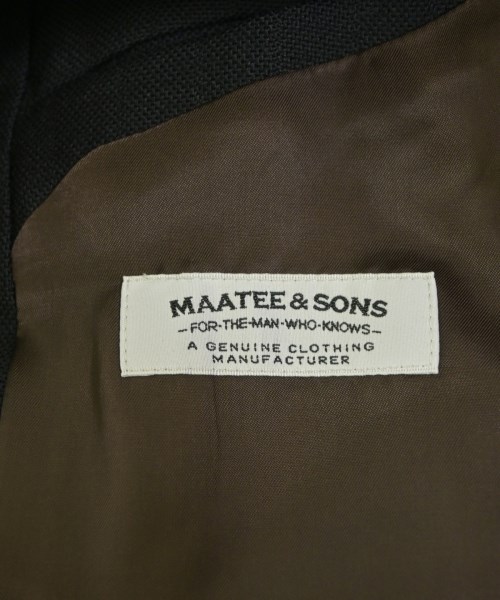 MAATEE & SONS
-FOR-THE-MAN-WHO-KNOWS-
A GENUINE CLOTHING
MANUFACTURER